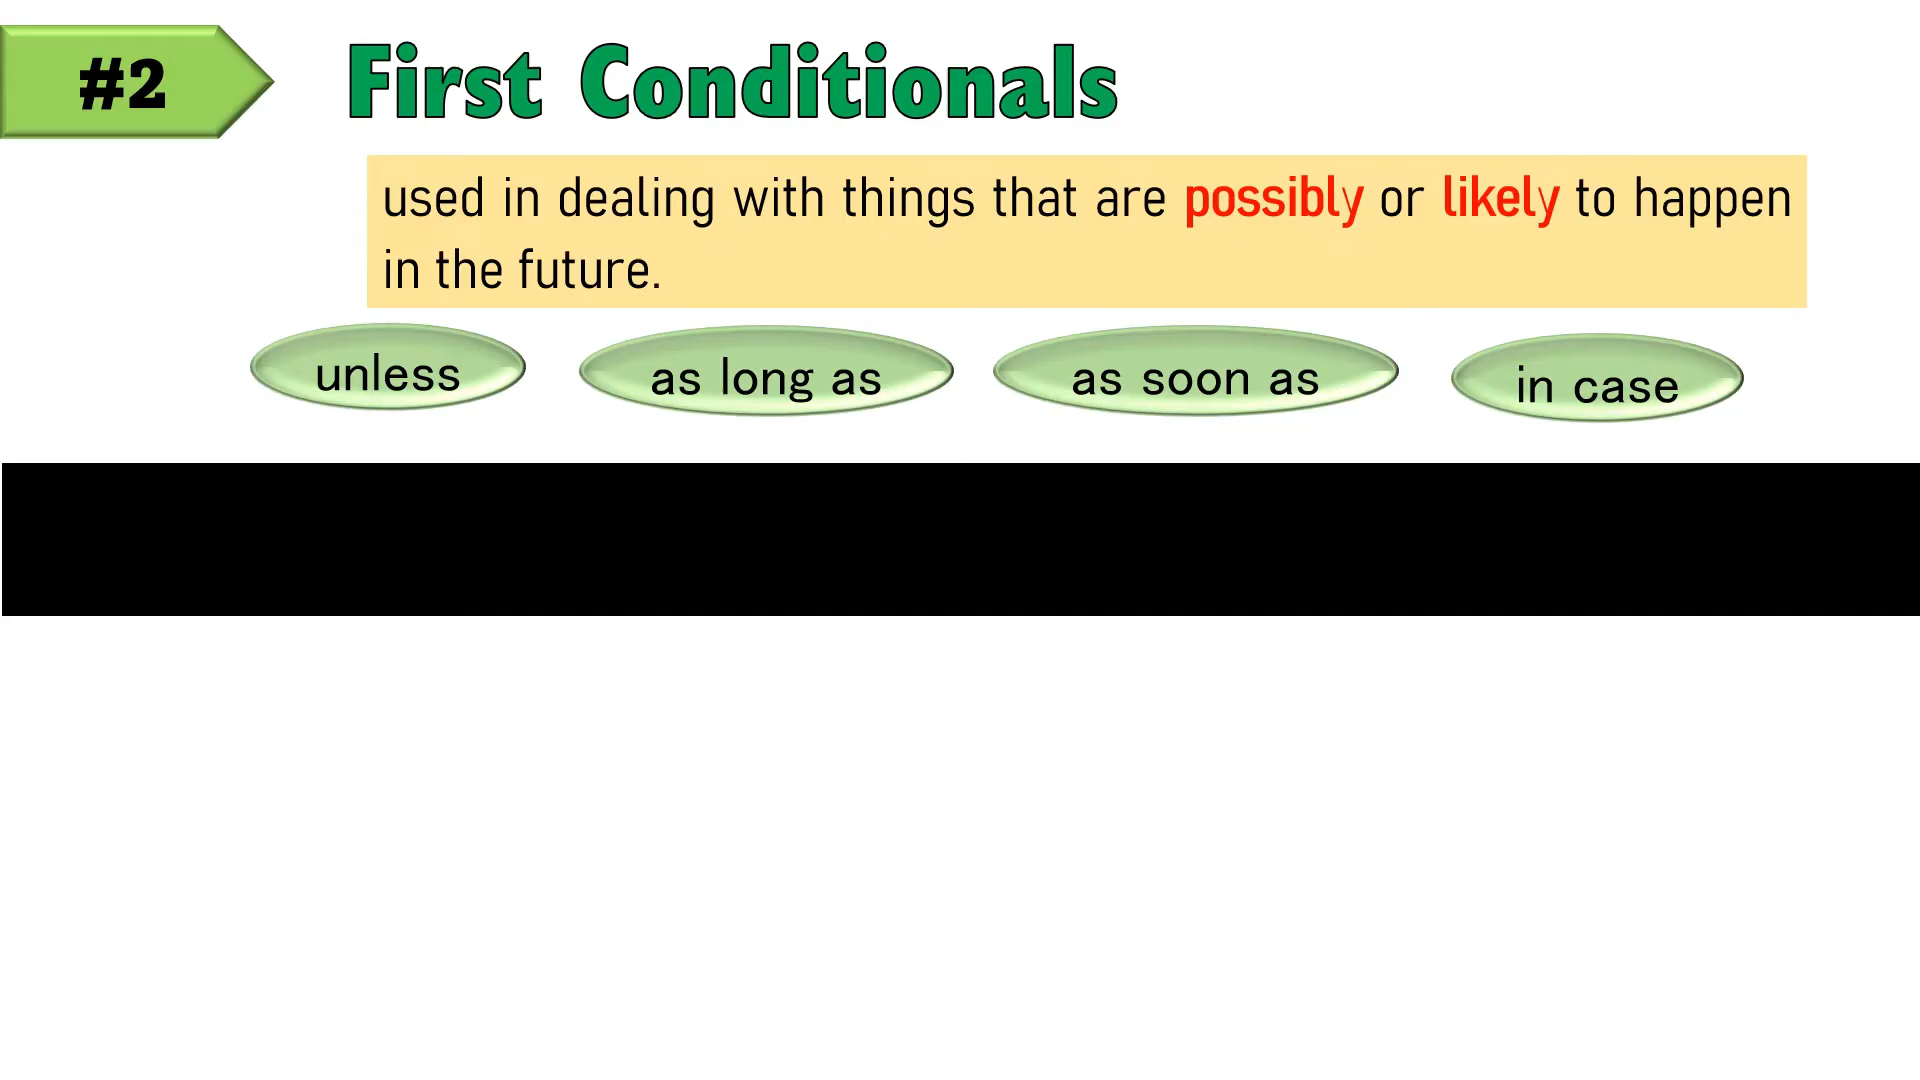 #2
First Conditionals
used in dealing with things that are possibly or likely to happen
in the future.
unless
as long as
as soon as
in case